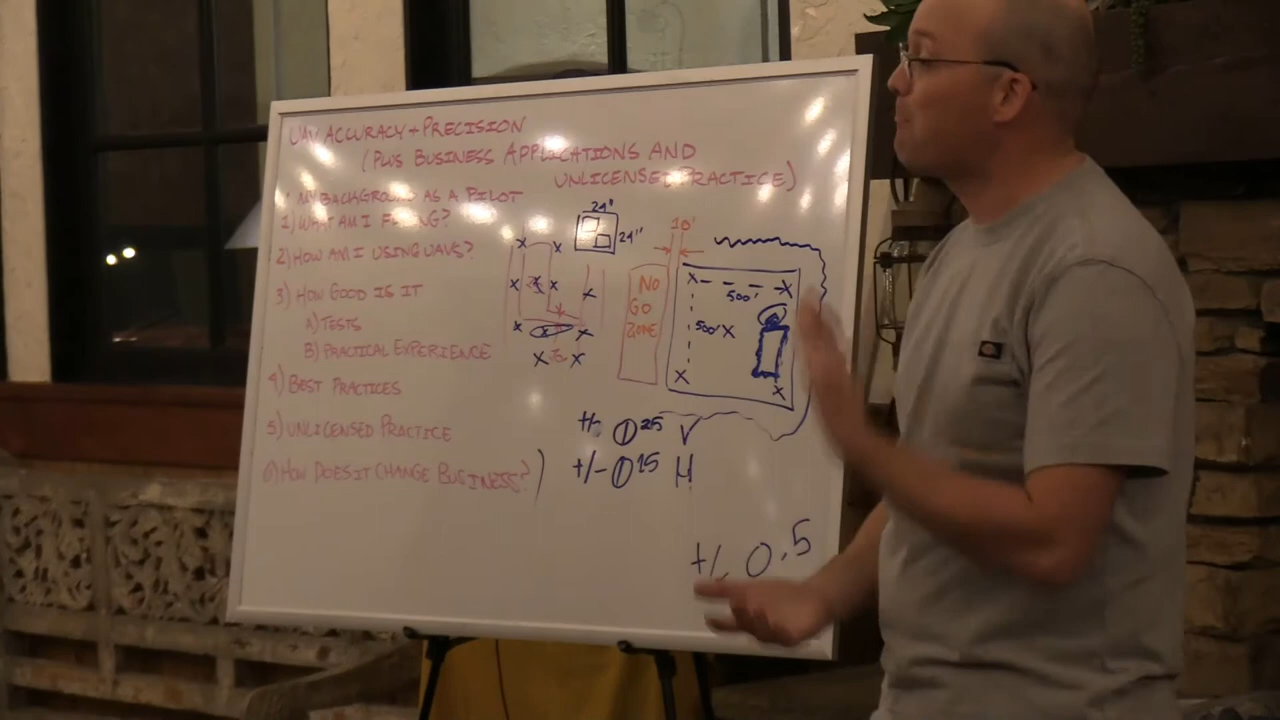 UAV ACCURACY + PRECISION
(PLUS BUSINESS APPLICATIONS AND
UNLICENSED PRACTICE)
• MY BACKGROUND AS A PILOT
1) WHAT AM I FLYING?
2) HOW AM I USING UAVS?
3) HOW GOOD IS IT
A) TESTS
B) PRACTICAL EXPERIENCE
4) BEST PRACTICES
5) UNLICENSED PRACTICE
6) HOW DOES IT CHANGE BUSINESS?)
24"
24"
10'
NO
GO
ZONE
500'
500'
+/- 0 25 V
+/- 0 15 H
+/- 0.5